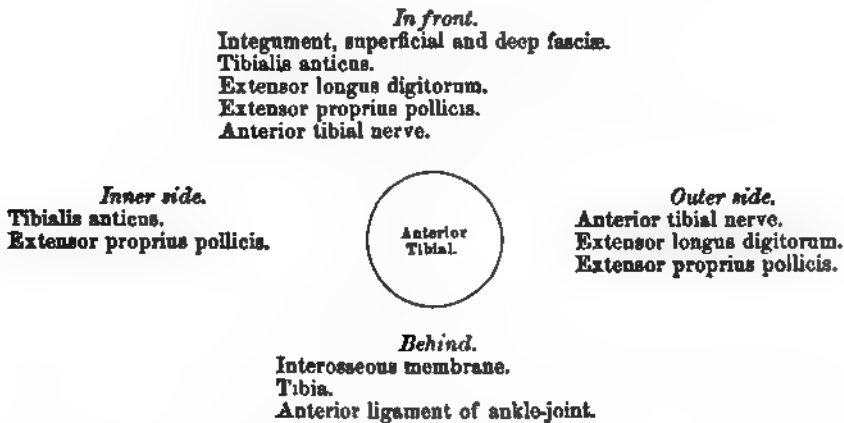 In front.
Integument, superficial and deep fasciæ.
Tibialis anticus.
Extensor longus digitorum.
Extensor proprius pollicis.
Anterior tibial nerve.
Inner side.
Tibialis anticus.
Extensor proprius pollicis.
Anterior
Tibial.
Outer side.
Anterior tibial nerve.
Extensor longus digitorum.
Extensor proprius pollicis.
Behind.
Interosseous membrane.
Tibia.
Anterior ligament of ankle-joint.